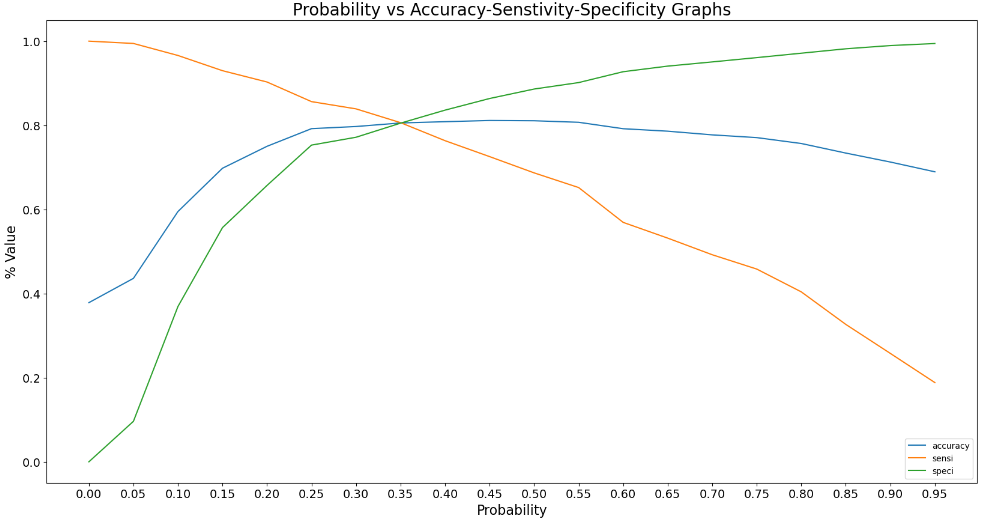 Probability vs Accuracy-Senstivity-Specificity Graphs
% Value
1.0
0.8
0.6
0.4
0.2
0.0
accuracy
sensi
speci
0.00 0.05 0.10 0.15 0.20 0.25 0.30 0.35 0.40 0.45 0.50 0.55 0.60 0.65 0.70 0.75 0.80 0.85 0.90 0.95
Probability